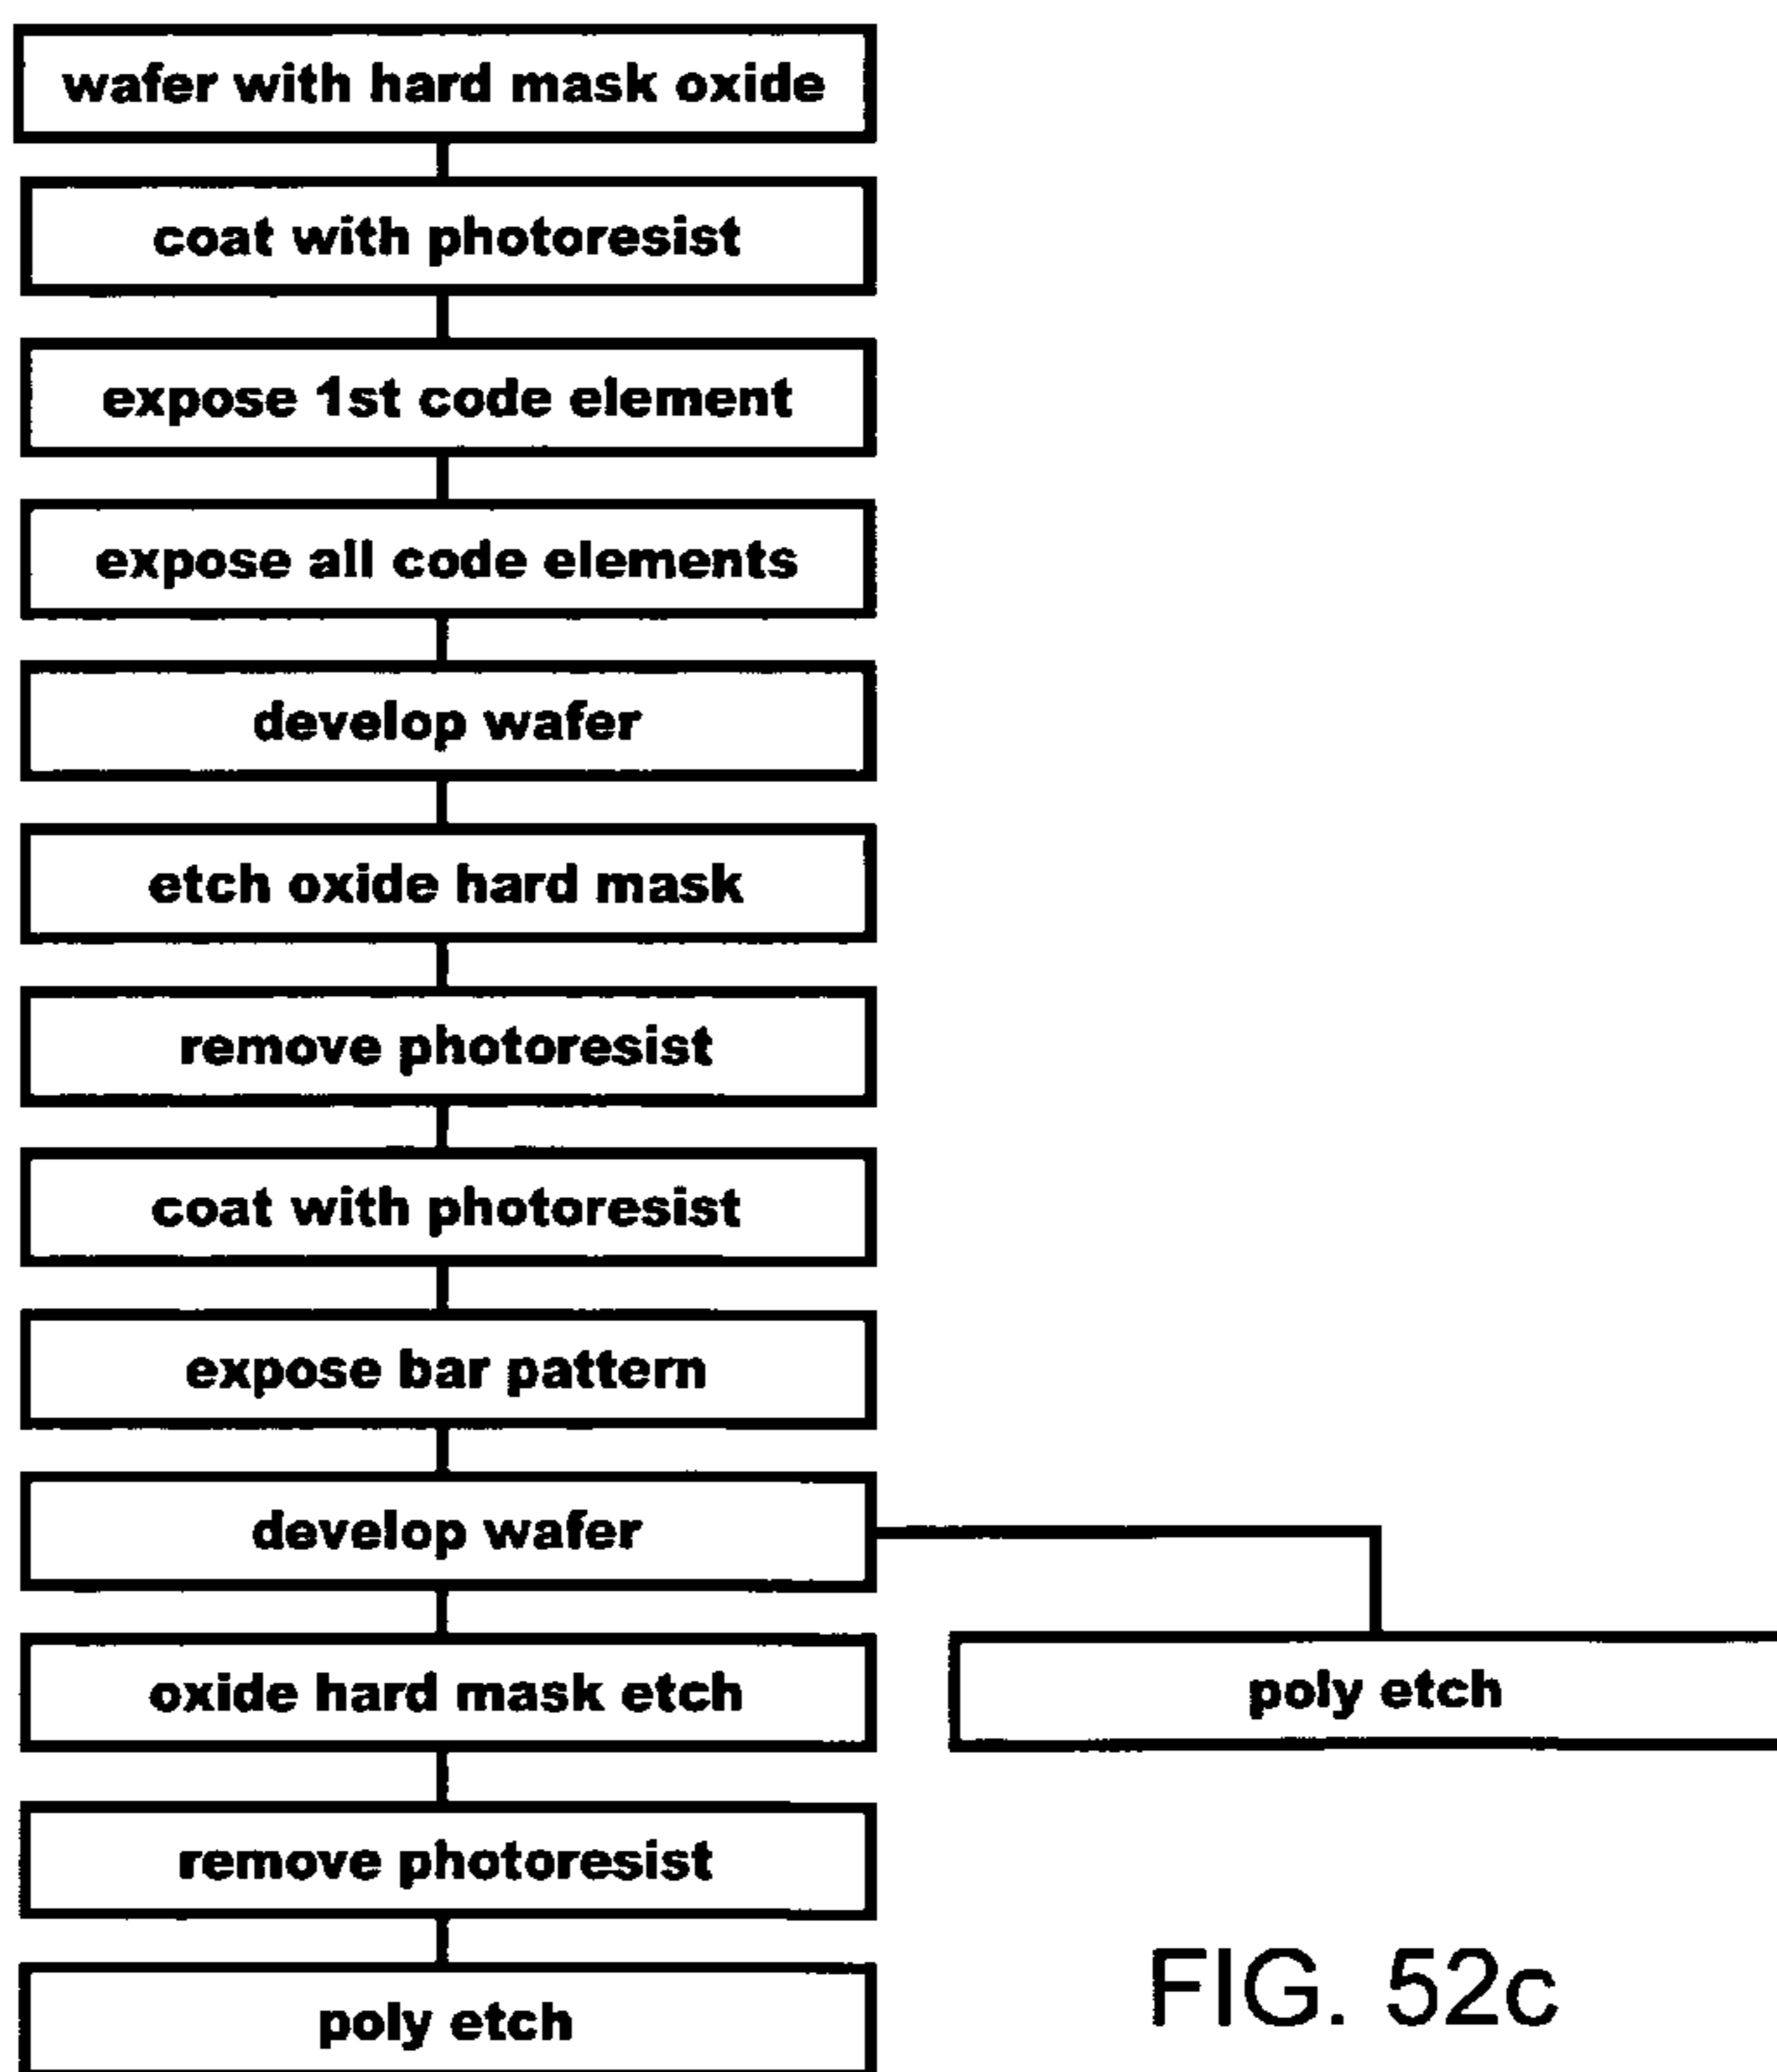 wafer with hard mask oxide
coat with photoresist
expose 1st code element
expose all code elements
develop wafer
etch oxide hard mask
remove photoresist
coat with photoresist
expose bar pattern
develop wafer
oxide hard mask etch
poly etch
remove photoresist
poly etch
FIG. 52c